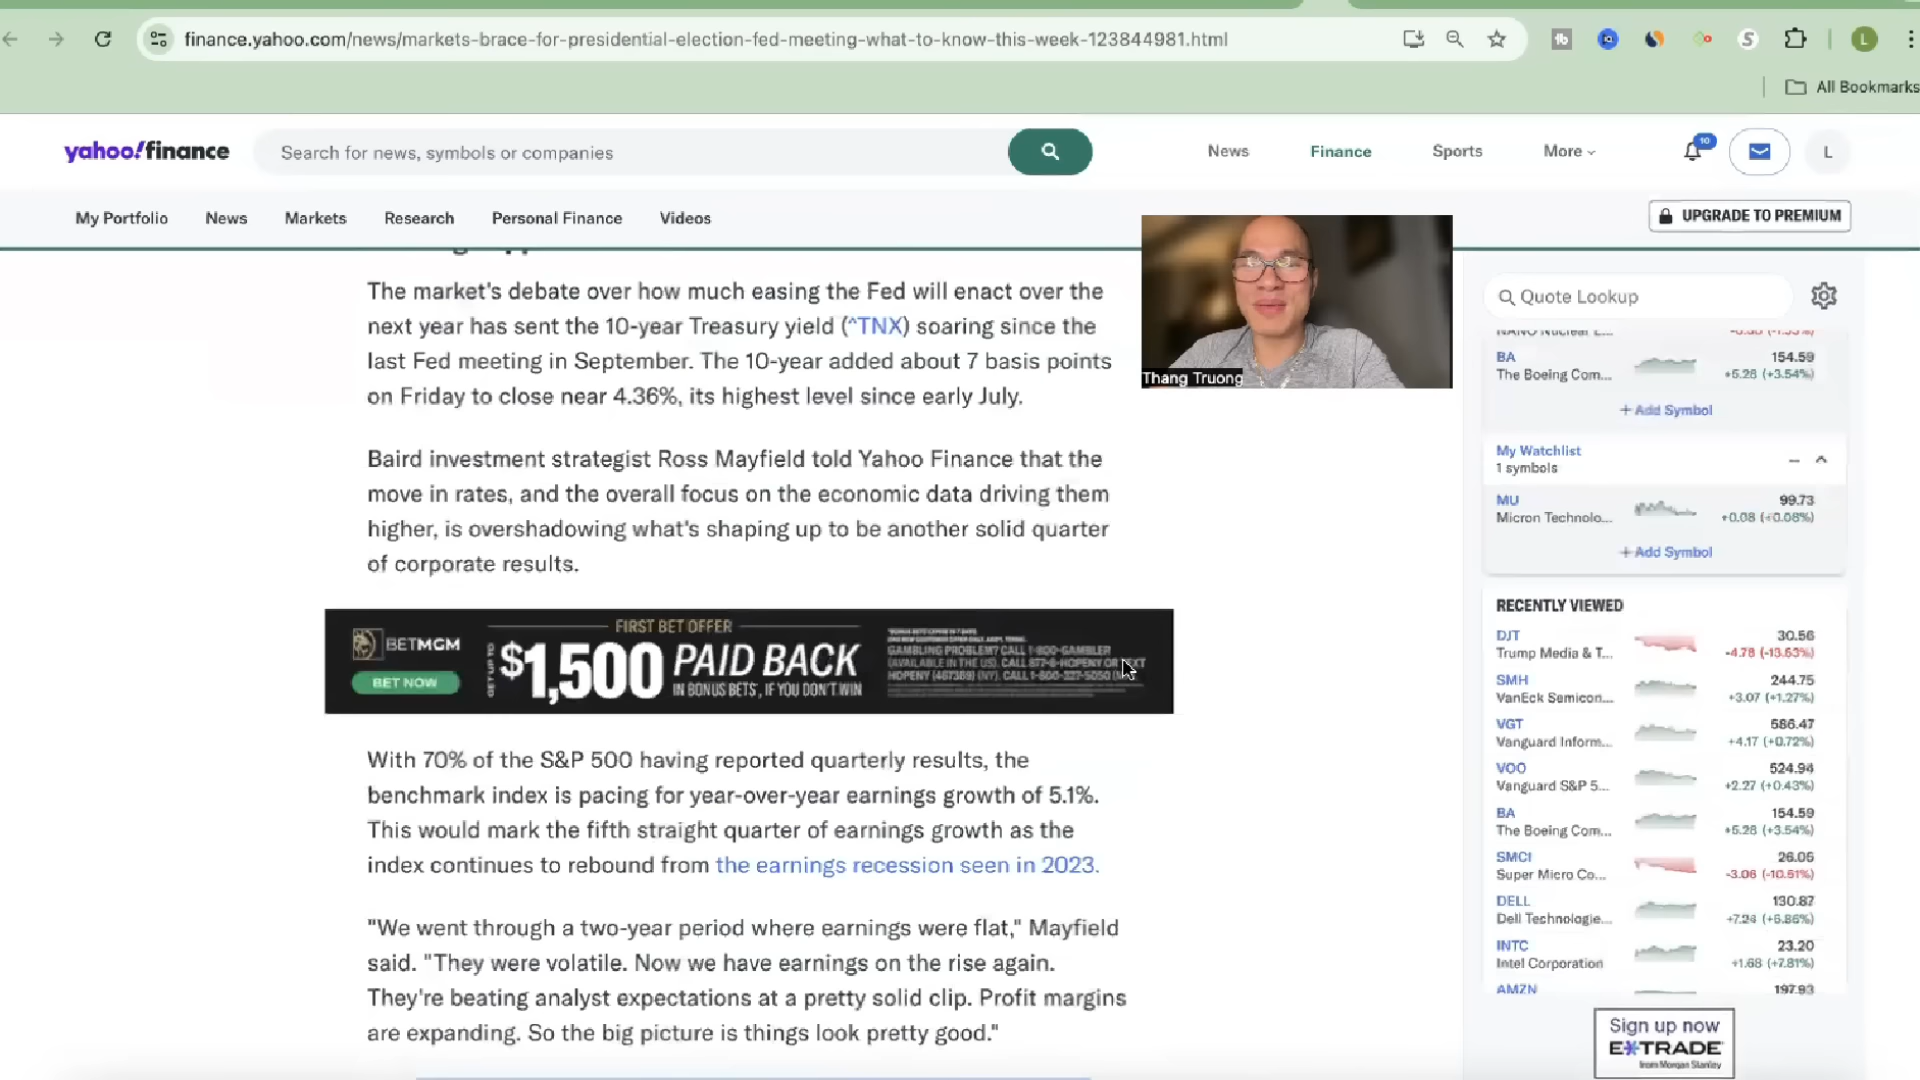 finance.yahoo.com/news/markets-brace-for-presidential-election-fed-meeting-what-to-know-this-week-123844981.html
L
All Bookmarks
yahoo!finance
Search for news, symbols or companies
News
Finance
Sports
More
10
L
My Portfolio
News
Markets
Research
Personal Finance
Videos
UPGRADE TO PREMIUM
The market's debate over how much easing the Fed will enact over the
next year has sent the 10-year Treasury yield (^TNX) soaring since the
last Fed meeting in September. The 10-year added about 7 basis points
on Friday to close near 4.36%, its highest level since early July.
Baird investment strategist Ross Mayfield told Yahoo Finance that the
move in rates, and the overall focus on the economic data driving them
higher, is overshadowing what's shaping up to be another solid quarter
of corporate results.
BETMGM
BET NOW
FIRST BET OFFER
GET UP TO
$1,500 PAID BACK
IN BONUS BETS, IF YOU DON'T WIN
GAMBLING PROBLEM? CALL 1-800-GAMBLER
(AVAILABLE IN THE US). CALL 877-8-HOPENY OR TEXT
HOPENY (467369) (NY). CALL 1-800-327-5050
With 70% of the S&P 500 having reported quarterly results, the
benchmark index is pacing for year-over-year earnings growth of 5.1%.
This would mark the fifth straight quarter of earnings growth as the
index continues to rebound from the earnings recession seen in 2023.
"We went through a two-year period where earnings were flat," Mayfield
said. "They were volatile. Now we have earnings on the rise again.
They're beating analyst expectations at a pretty solid clip. Profit margins
are expanding. So the big picture is things look pretty good."
Thang Truong
Quote Lookup
BA 154.59
The Boeing Com... +5.28 (+3.54%)
+ Add Symbol
My Watchlist
1 symbols
MU 99.73
Micron Technolo... +0.08 (+0.08%)
+ Add Symbol
RECENTLY VIEWED
DJT 30.56
Trump Media & T... -4.78 (-13.53%)
SMH 244.75
VanEck Semicon... +3.07 (+1.27%)
VGT 586.47
Vanguard Inform... +4.17 (+0.72%)
VOO 524.94
Vanguard S&P 5... +2.27 (+0.43%)
BA 154.59
The Boeing Com... +5.28 (+3.54%)
SMCI 26.05
Super Micro Co... -3.06 (-10.51%)
DELL 130.87
Dell Technologie... +7.24 (+5.86%)
INTC 23.20
Intel Corporation +1.68 (+7.81%)
AMZN 197.93
Sign up now
E*TRADE
from Morgan Stanley